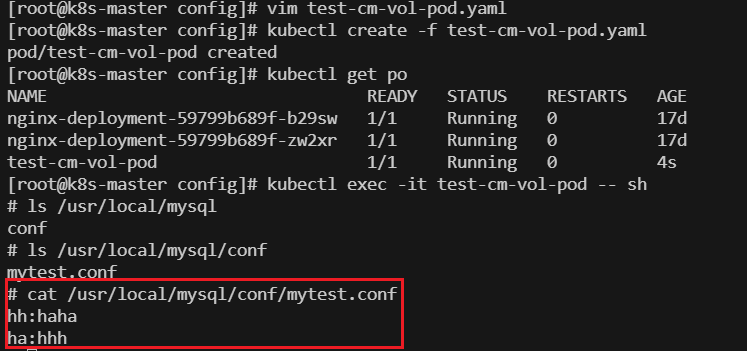 [root@k8s-master config]# vim test-cm-vol-pod.yaml
[root@k8s-master config]# kubectl create -f test-cm-vol-pod.yaml
pod/test-cm-vol-pod created
[root@k8s-master config]# kubectl get po
NAME READY STATUS RESTARTS AGE
nginx-deployment-59799b689f-b29sw 1/1 Running 0 17d
nginx-deployment-59799b689f-zw2xr 1/1 Running 0 17d
test-cm-vol-pod 1/1 Running 0 4s
[root@k8s-master config]# kubectl exec -it test-cm-vol-pod -- sh
# ls /usr/local/mysql
conf
# ls /usr/local/mysql/conf
mytest.conf
# cat /usr/local/mysql/conf/mytest.conf
hh:haha
ha:hhh